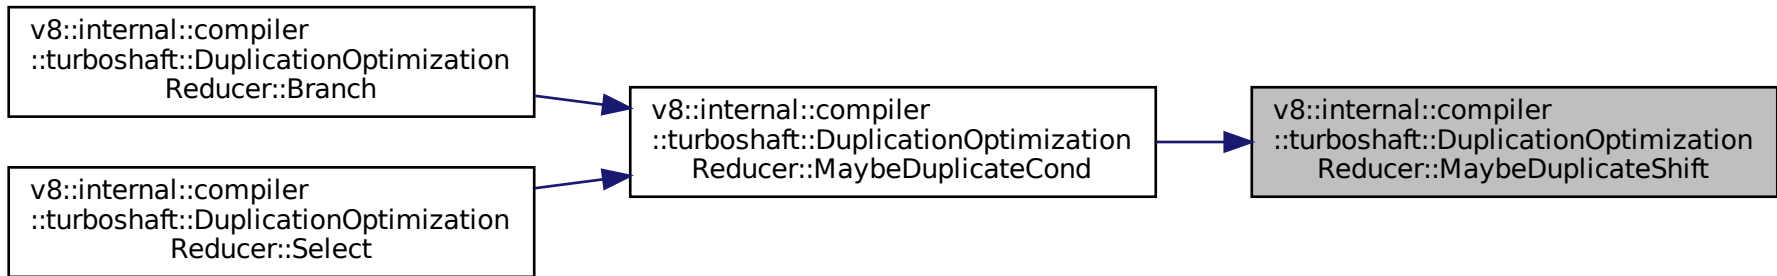 v8::internal::compiler
::turboshaft::DuplicationOptimization
Reducer::Branch
v8::internal::compiler
::turboshaft::DuplicationOptimization
Reducer::Select
v8::internal::compiler
::turboshaft::DuplicationOptimization
Reducer::MaybeDuplicateCond
v8::internal::compiler
::turboshaft::DuplicationOptimization
Reducer::MaybeDuplicateShift